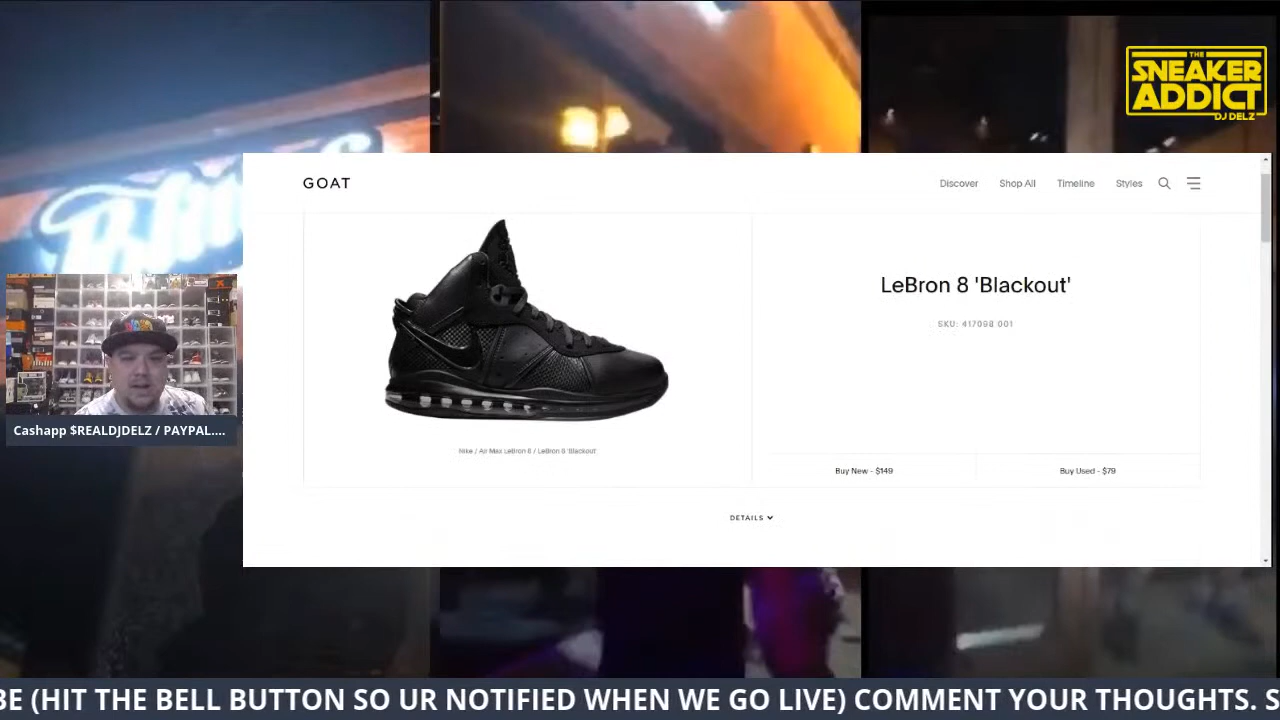 THE
SNEAKER
ADDICT
DJ DELZ
GOAT
Discover
Shop All
Timeline
Styles
LeBron 8 'Blackout'
SKU: 417098 001
Nike / Air Max LeBron 8 / LeBron 8 'Blackout'
Buy New - $149
Buy Used - $79
DETAILS
Cashapp $REALDJDELZ / PAYPAL....
BE (HIT THE BELL BUTTON SO UR NOTIFIED WHEN WE GO LIVE) COMMENT YOUR THOUGHTS. S